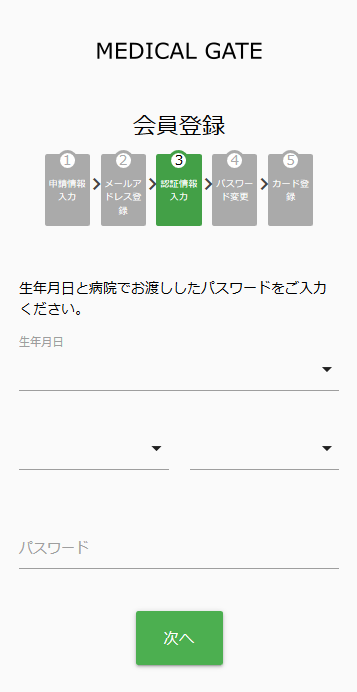 MEDICAL GATE
会員登録
1
申請情報
入力
2
メールア
ドレス登
録
3
認証情報
入力
4
パスワー
ド変更
5
カード登
録
生年月日と病院でお渡ししたパスワードをご入力
ください。
生年月日
パスワード
次へ